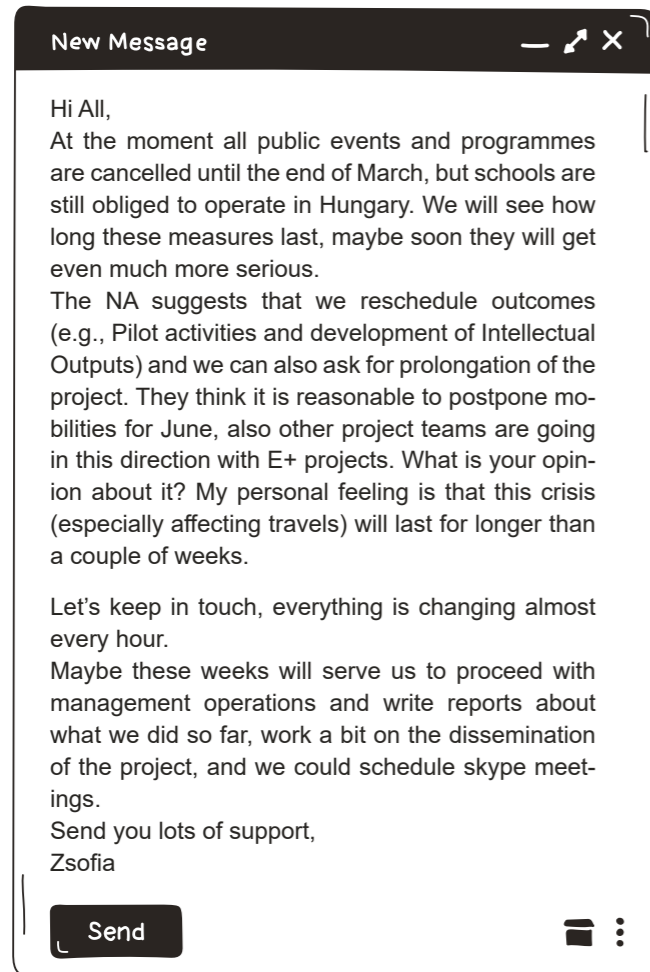 New Message
Hi All,
At the moment all public events and programmes
are cancelled until the end of March, but schools are
still obliged to operate in Hungary. We will see how
long these measures last, maybe soon they will get
even much more serious.
The NA suggests that we reschedule outcomes
(e.g., Pilot activities and development of Intellectual
Outputs) and we can also ask for prolongation of the
project. They think it is reasonable to postpone mo-
bilities for June, also other project teams are going
in this direction with E+ projects. What is your opin-
ion about it? My personal feeling is that this crisis
(especially affecting travels) will last for longer than
a couple of weeks.
Let’s keep in touch, everything is changing almost
every hour.
Maybe these weeks will serve us to proceed with
management operations and write reports about
what we did so far, work a bit on the dissemination
of the project, and we could schedule skype meet-
ings.
Send you lots of support,
Zsofia
Send